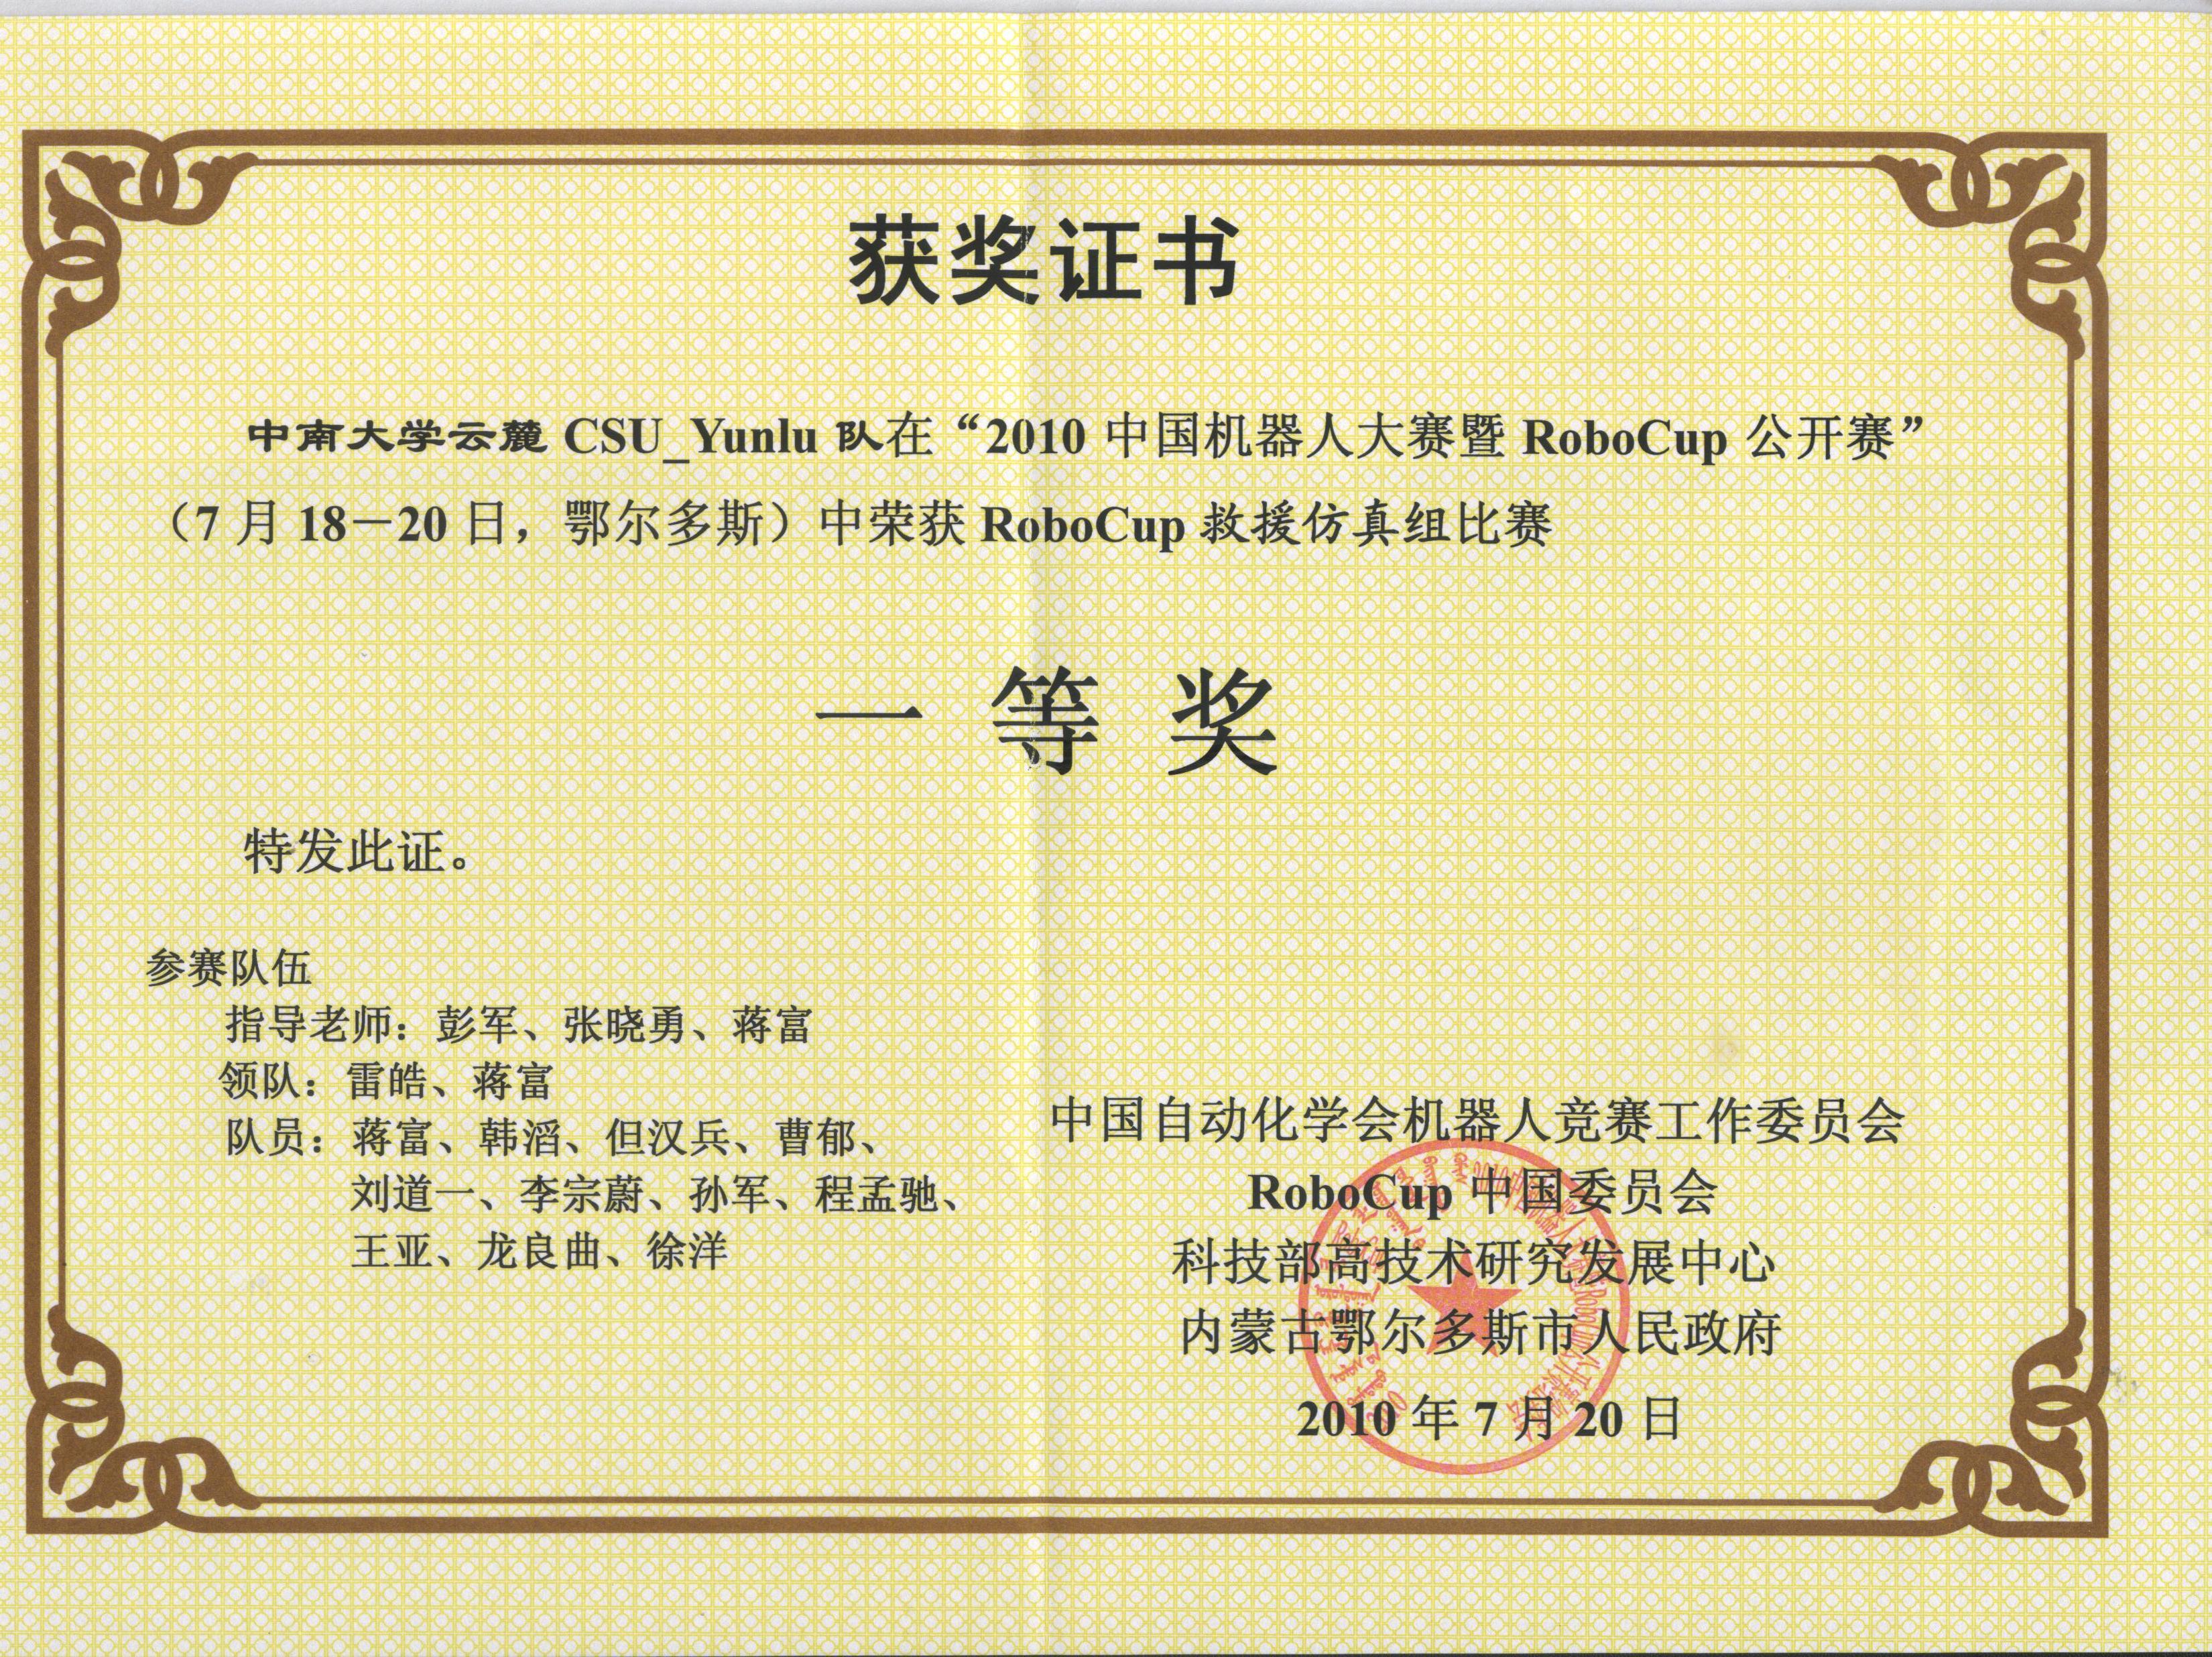 获奖证书
中南大学云麓 CSU_Yunlu 队在“2010 中国机器人大赛暨 RoboCup 公开赛”
（7 月 18－20 日，鄂尔多斯）中荣获 RoboCup 救援仿真组比赛
一 等 奖
特发此证。
参赛队伍
指导老师：彭军、张晓勇、蒋富
领队：雷皓、蒋富
队员：蒋富、韩滔、但汉兵、曹郁、
刘道一、李宗蔚、孙军、程孟驰、
王亚、龙良曲、徐洋
中国自动化学会机器人竞赛工作委员会
RoboCup 中国委员会
科技部高技术研究发展中心
内蒙古鄂尔多斯市人民政府
2010 年 7 月 20 日